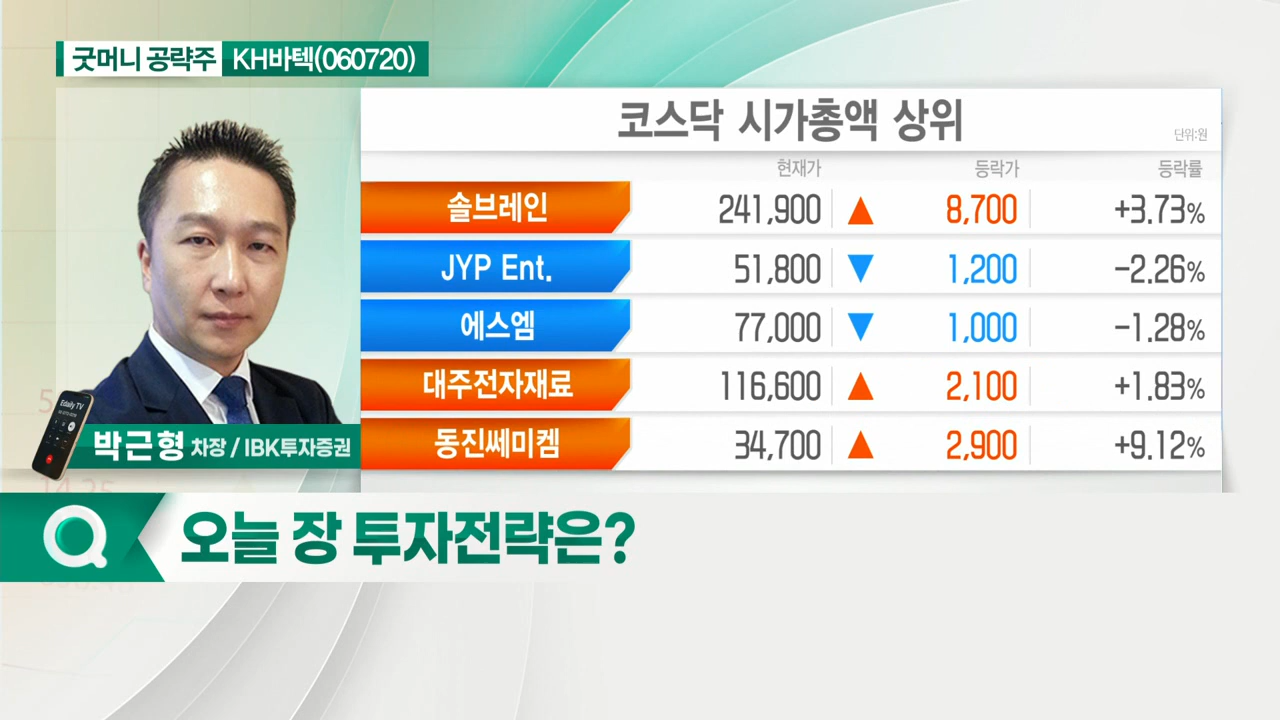 굿머니 공략주 KH바텍(060720)
코스닥 시가총액 상위
단위:원
현재가 등락가 등락률
솔브레인 241,900 ▲ 8,700 +3.73%
JYP Ent. 51,800 ▼ 1,200 -2.26%
에스엠 77,000 ▼ 1,000 -1.28%
대주전자재료 116,600 ▲ 2,100 +1.83%
동진쎄미켐 34,700 ▲ 2,900 +9.12%
Edaily TV
박근형 차장 / IBK투자증권
오늘 장 투자전략은?